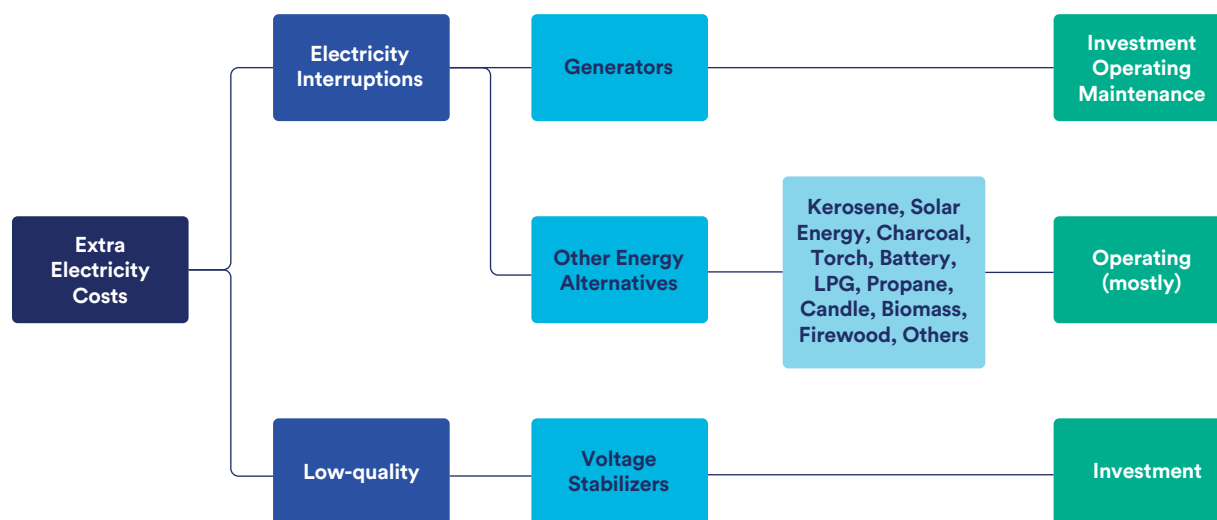 Electricity
Interruptions
Generators
Investment
Operating
Maintenance
Extra
Electricity
Costs
Other Energy
Alternatives
Kerosene, Solar
Energy, Charcoal,
Torch, Battery,
LPG, Propane,
Candle, Biomass,
Firewood, Others
Operating
(mostly)
Low-quality
Voltage
Stabilizers
Investment